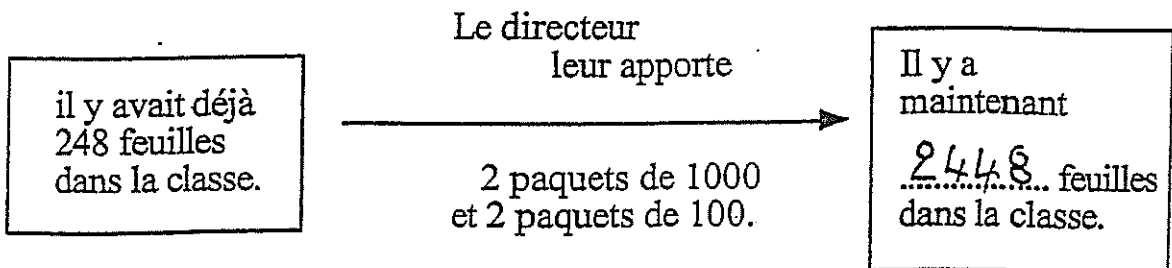 il y avait déjà
248 feuilles
dans la classe.
Le directeur
leur apporte
2 paquets de 1000
et 2 paquets de 100.
Il y a
maintenant
2448 feuilles
dans la classe.